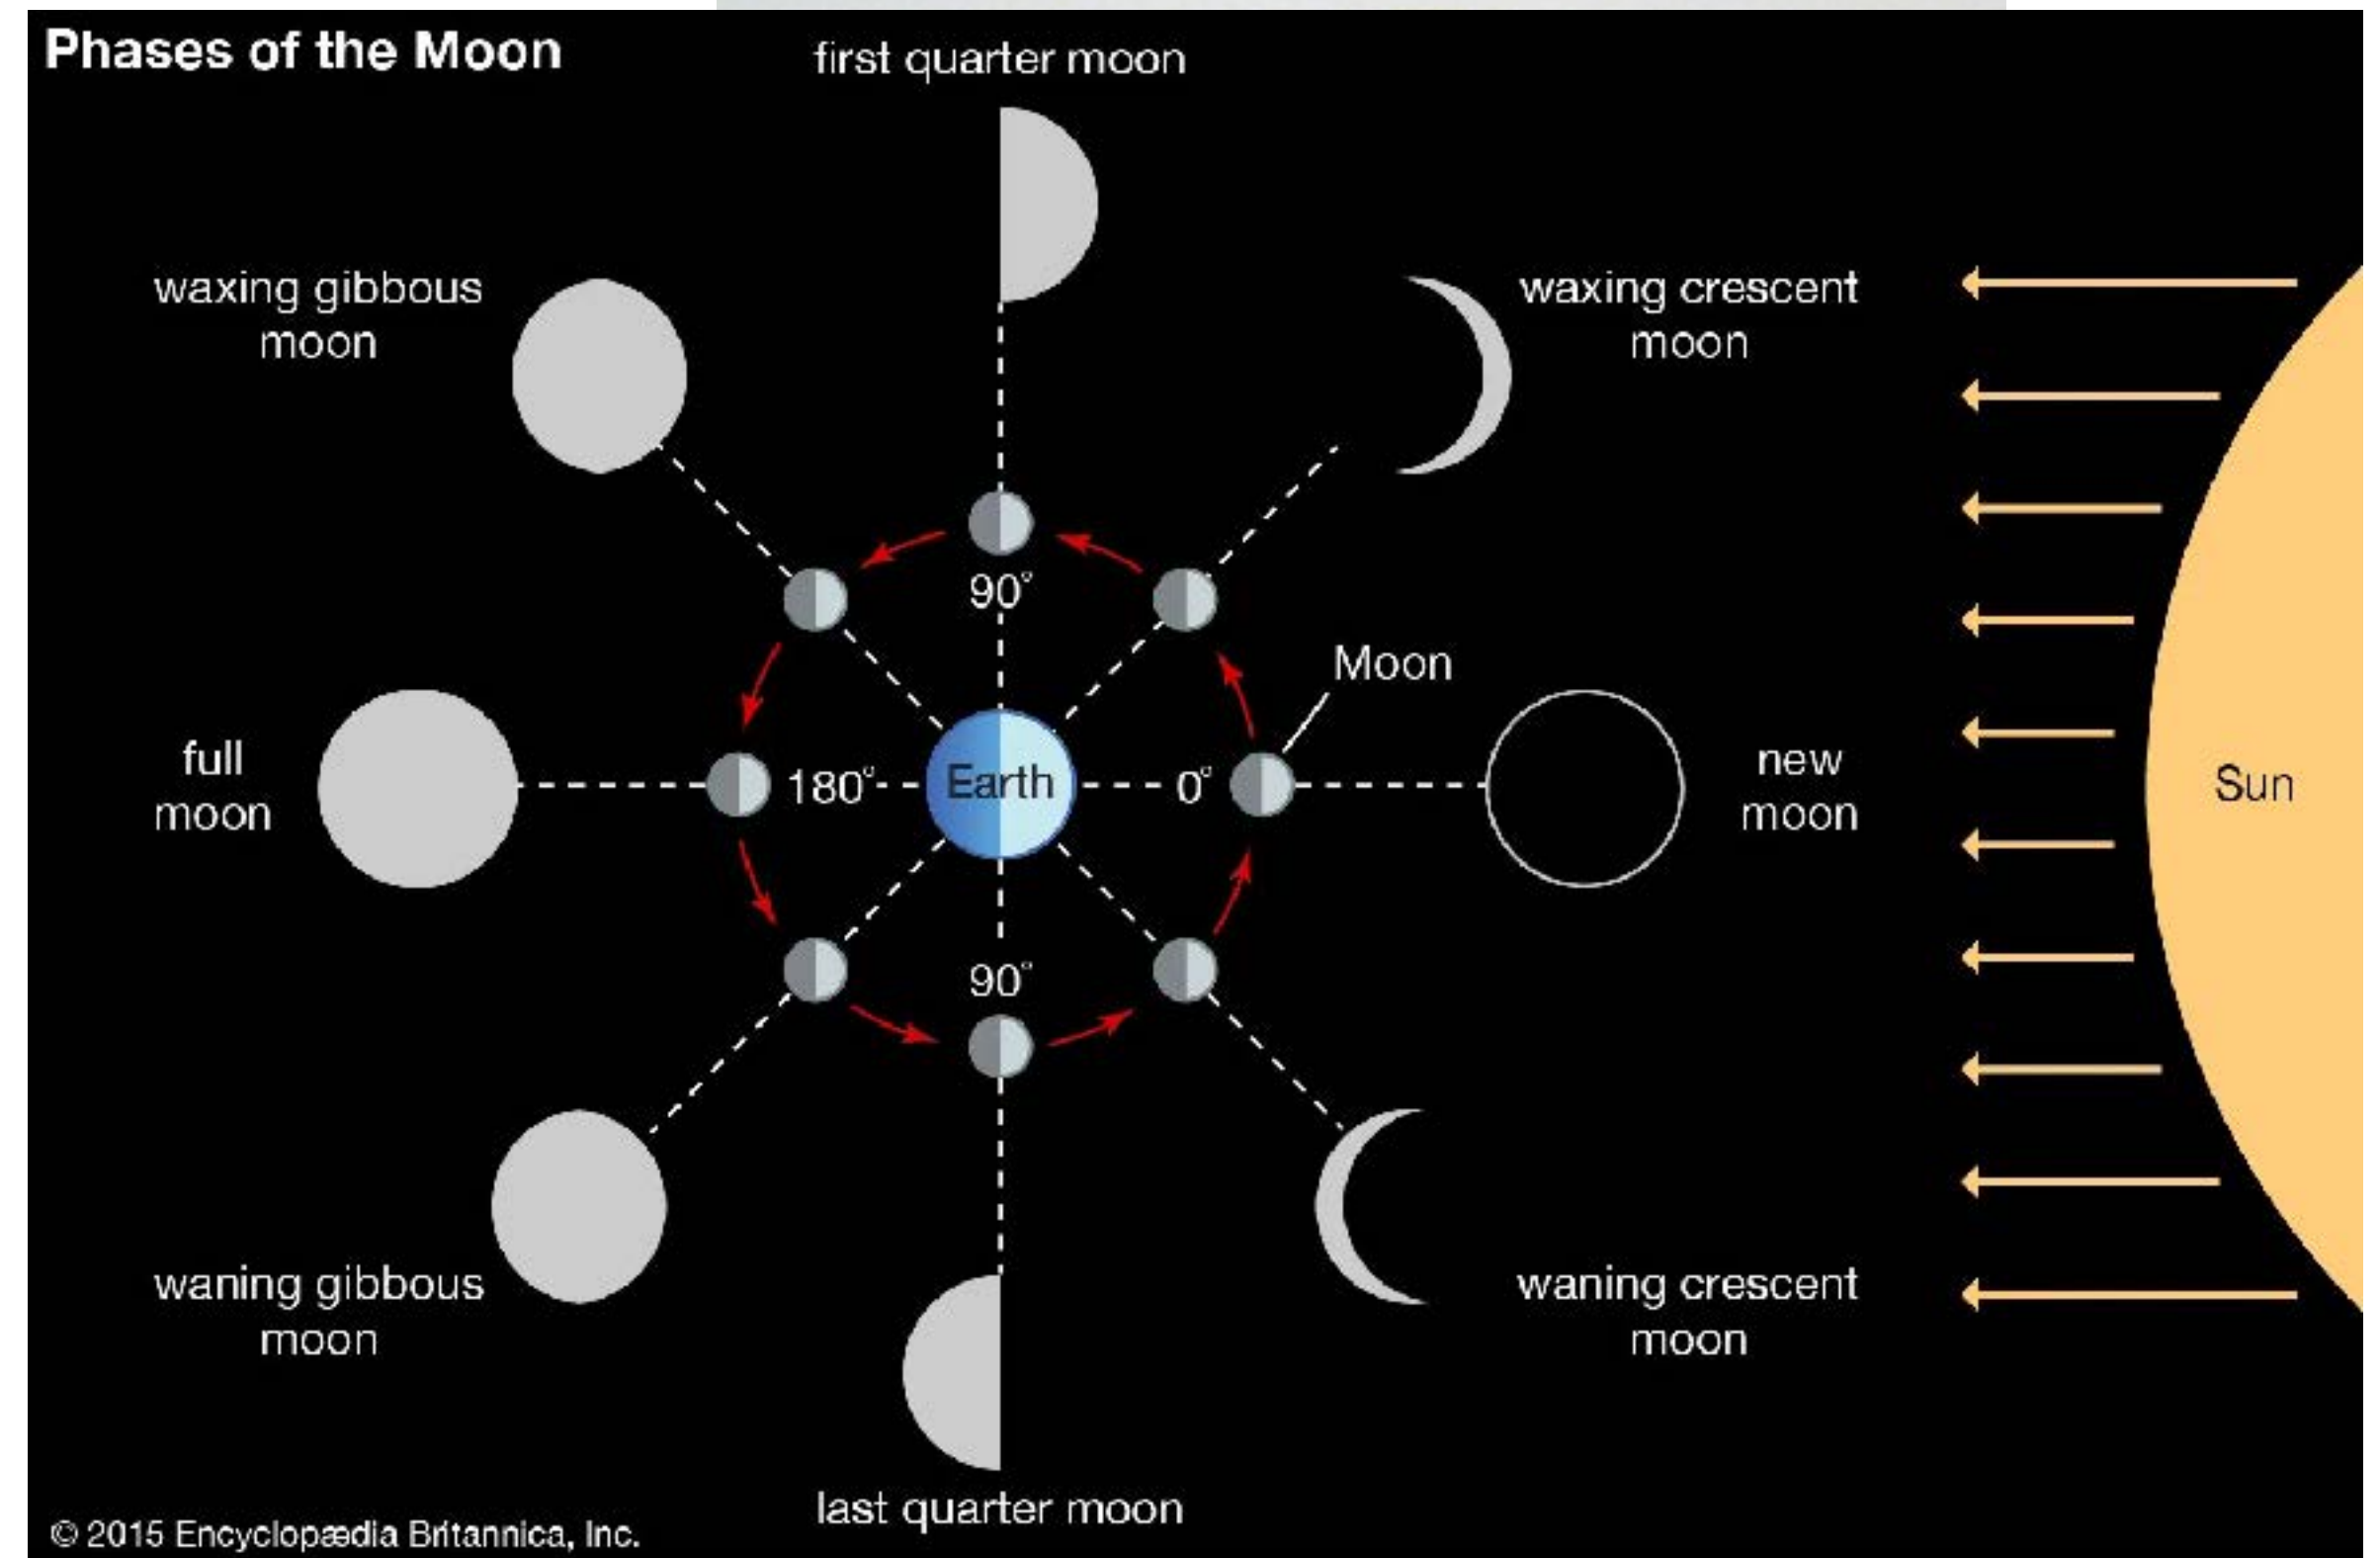 Phases of the Moon
first quarter moon
waxing gibbous
moon
waxing crescent
moon
90°
Moon
full
moon
180°
Earth
0°
new
moon
Sun
90°
waning gibbous
moon
waning crescent
moon
last quarter moon
© 2015 Encyclopædia Britannica, Inc.